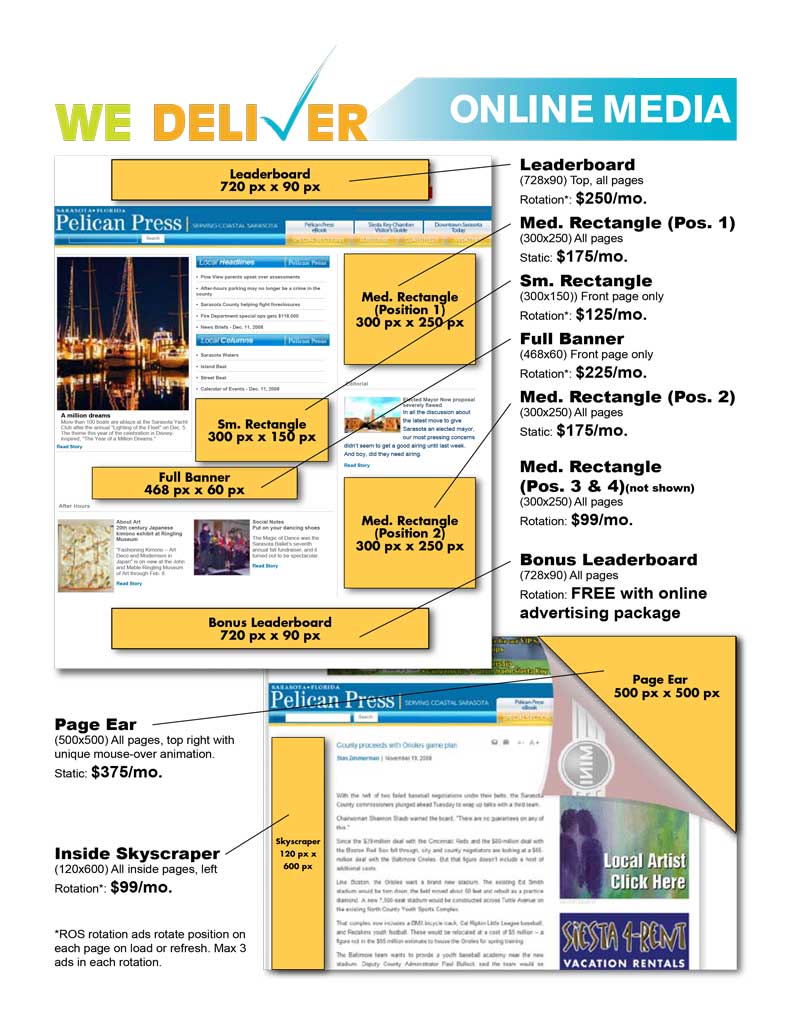 WE DELIVER
ONLINE MEDIA
Leaderboard
720 px x 90 px
SARASOTA • FLORIDA
Pelican Press
SERVING COASTAL SARASOTA
Pelican Press
eBook
Siesta Key Chamber
Visitor's Guide
Downtown Sarasota
Today
Search
Local Headlines
Pelican Press
• Pine View parents upset over assessments
• After-hours parking may no longer be a crime in the
county
• Sarasota County helping fight foreclosures
• Fire Department special ops gets $118,000
• News Briefs - Dec. 11, 2008
Local Columns
Pelican Press
• Sarasota Waters
• Island Beat
• Street Beat
• Calendar of Events - Dec. 11, 2008
A million dreams
More than 100 boats are ablaze at the Sarasota Yacht
Club after the annual "Lighting of the Fleet" on Dec. 5.
The theme this year of the celebration is Disney-
inspired, "The Year of a Million Dreams."
Read Story
Med. Rectangle
(Position 1)
300 px x 250 px
Editorial
Elected Mayor Now proposal
severely flawed
In all the discussion about
the latest move to give
Sarasota an elected mayor,
our most pressing concerns
didn't seem to get a good airing until last week.
And boy, did they need airing.
Read Story
Sm. Rectangle
300 px x 150 px
Full Banner
468 px x 60 px
After Hours
About Art
20th century Japanese
kimono exhibit at Ringling
Museum
"Fashioning Kimono – Art
Deco and Modernism in
Japan" is on view at the John
and Mable Ringling Museum
of Art through Feb. 8.
Read Story
Social Notes
Put on your dancing shoes
The Magic of Dance was the
Sarasota Ballet's seventh
annual fall fundraiser, and it
turned out to be spectacular.
Read Story
Med. Rectangle
(Position 2)
300 px x 250 px
Bonus Leaderboard
720 px x 90 px
Leaderboard
(728x90) Top, all pages
Rotation*: $250/mo.
Med. Rectangle (Pos. 1)
(300x250) All pages
Static: $175/mo.
Sm. Rectangle
(300x150)) Front page only
Rotation*: $125/mo.
Full Banner
(468x60) Front page only
Rotation*: $225/mo.
Med. Rectangle (Pos. 2)
(300x250) All pages
Static: $175/mo.
Med. Rectangle
(Pos. 3 & 4)(not shown)
(300x250) All pages
Rotation: $99/mo.
Bonus Leaderboard
(728x90) All pages
Rotation: FREE with online
advertising package
Page Ear
(500x500) All pages, top right with
unique mouse-over animation.
Static: $375/mo.
Inside Skyscraper
(120x600) All inside pages, left
Rotation*: $99/mo.
*ROS rotation ads rotate position on
each page on load or refresh. Max 3
ads in each rotation.
Page Ear
500 px x 500 px
SARASOTA • FLORIDA
Pelican Press
SERVING COASTAL SARASOTA
Pelican Press
eBook
Search
MINI
Skyscraper
120 px x
600 px
County proceeds with Orioles game plan
Stan Zimmerman | November 19, 2008
With the heft of two failed baseball negotiations under their belts, the Sarasota
County commissioners plunged ahead Tuesday to wrap up talks with a third team.
Chairwoman Shannon Staub warned the board, "There are no guarantees on any of
this."
Since the $79-million deal with the Cincinnati Reds and the $80-million deal with
the Boston Red Sox fell through, city and county negotiators are looking at a $65-
million deal with the Baltimore Orioles. But that figure doesn't include a host of
additional costs.
Like Boston, the Orioles want a brand new stadium. The existing Ed Smith
stadium would be torn down, the field moved about 60 feet and rebuilt as a practice
diamond. A new 7,500-seat stadium would be constructed across Tuttle Avenue on
the existing North County Youth Sports Complex.
That complex now includes a BMX bicycle track, Cal Ripkin Little League baseball,
and Redskins youth football. These would be relocated at a cost of $5 million – a
figure not in the $65 million estimate to house the Orioles for spring training.
The Baltimore team wants to provide a youth baseball academy near the new
stadium. Deputy County Administrator Paul Bullock said the team would be
Local Artist
Click Here
SIESTA 4-RENT
VACATION RENTALS